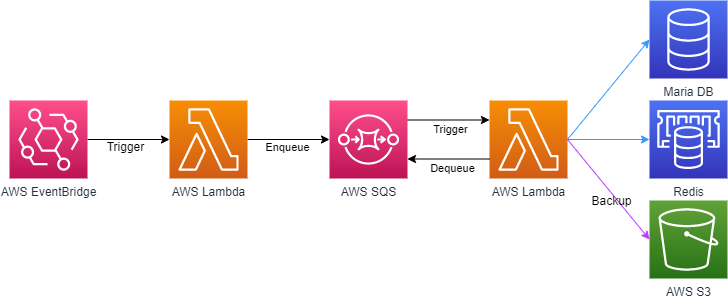 Maria DB
Trigger
Enqueue
Trigger
Dequeue
AWS EventBridge
AWS Lambda
AWS SQS
AWS Lambda
Redis
Backup
AWS S3